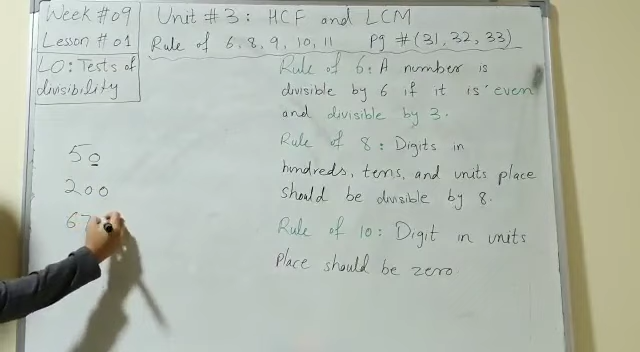 Week #09
Lesson #01
Unit #3: HCF and LCM
Rule of 6, 8, 9, 10, 11 pg #(31, 32, 33)
LO: Tests of
divisibility
Rule of 6: A number is
divisible by 6 if it is even
and divisible by 3.
Rule of 8: Digits in
hundreds, tens, and units place
should be divisible by 8.
Rule of 10: Digit in units
place should be zero
50
200
67